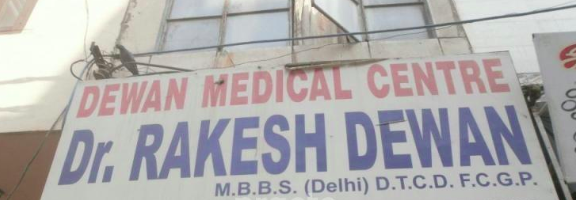 DEWAN MEDICAL CENTRE
Dr. RAKESH DEWAN
M.B.B.S. (Delhi) D.T.C.D. F.C.G.P.